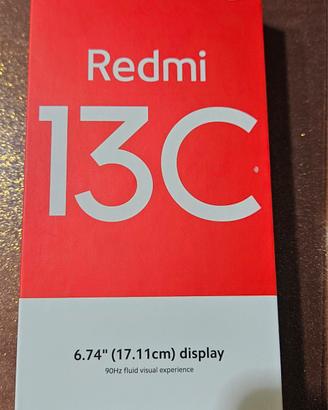 Redmi
13C
6.74" (17.11cm) display
90Hz fluid visual experience